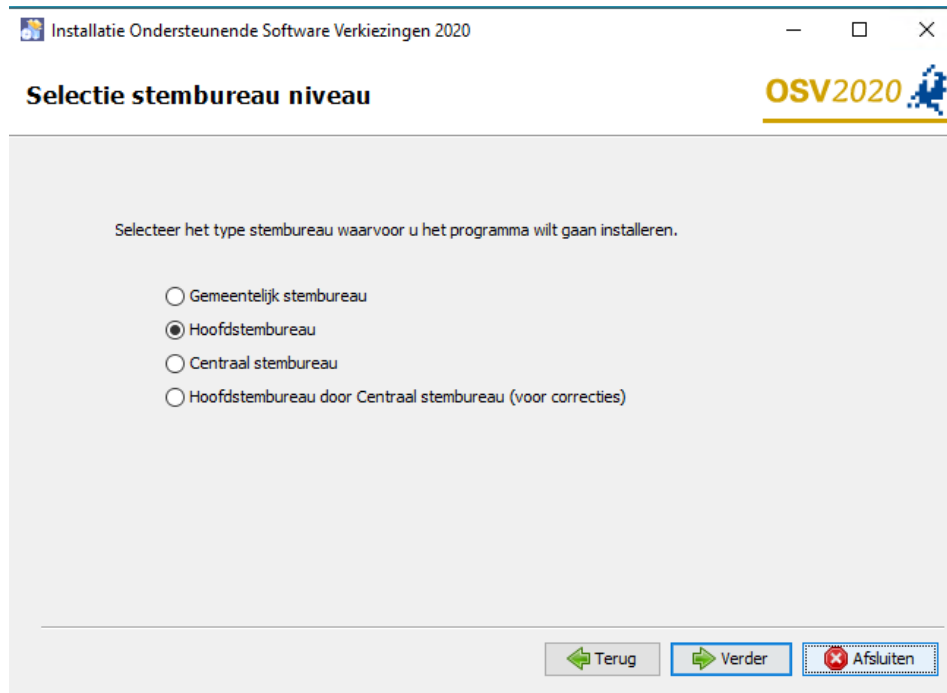 Installatie Ondersteunende Software Verkiezingen 2020
Selectie stembureau niveau
OSV2020
Selecteer het type stembureau waarvoor u het programma wilt gaan installeren.
Gemeentelijk stembureau
Hoofdstembureau
Centraal stembureau
Hoofdstembureau door Centraal stembureau (voor correcties)
Terug
Verder
Afsluiten